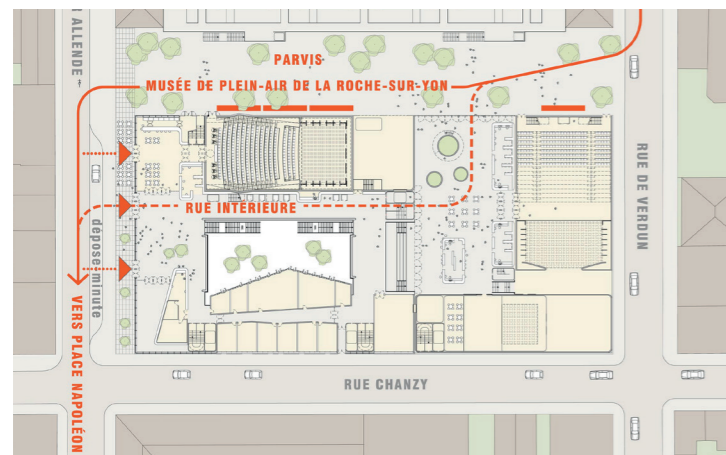 ALLENDE
PARVIS
MUSÉE DE PLEIN-AIR DE LA ROCHE-SUR-YON
RUE INTERIEURE
dépose minute
RUE DE VERDUN
VERS PLACE NAPOLÉON
RUE CHANZY